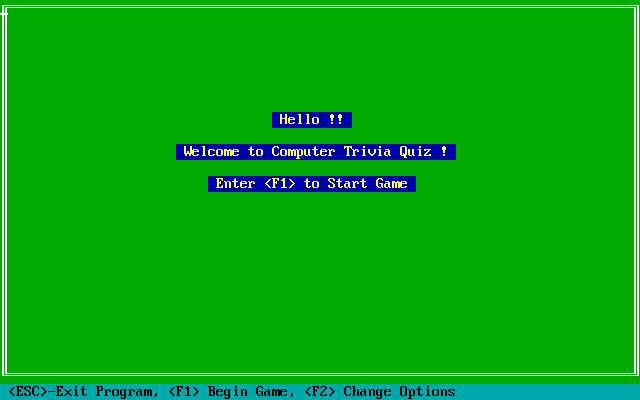 Hello !!
Welcome to Computer Trivia Quiz !
Enter <F1> to Start Game
<ESC>-Exit Program, <F1> Begin Game, <F2> Change Options